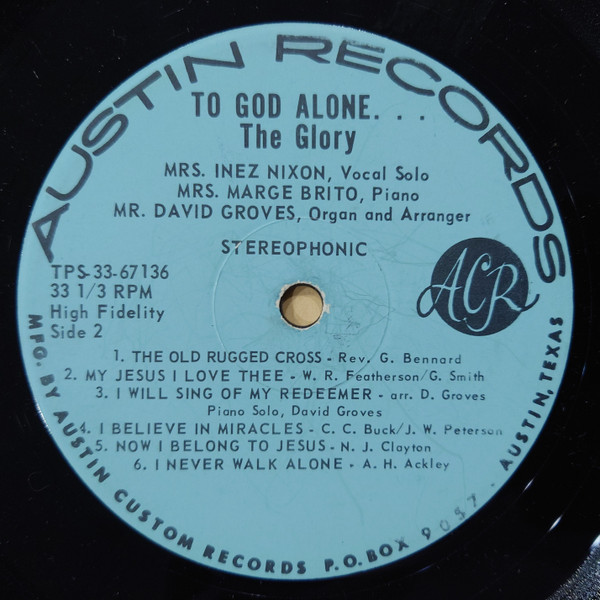 AUSTIN RECORDS
TO GOD ALONE. . .
The Glory
MRS. INEZ NIXON, Vocal Solo
MRS. MARGE BRITO, Piano
MR. DAVID GROVES, Organ and Arranger
STEREOPHONIC
TPS-33-67136
33 1/3 RPM
High Fidelity
Side 2
ACR
1. THE OLD RUGGED CROSS - Rev. G. Bennard
2. MY JESUS I LOVE THEE - W. R. Featherson/G. Smith
3. I WILL SING OF MY REDEEMER - arr. D. Groves
Piano Solo, David Groves
4. I BELIEVE IN MIRACLES - C. C. Buck/J. W. Peterson
5. NOW I BELONG TO JESUS - N. J. Clayton
6. I NEVER WALK ALONE - A. H. Ackley
MFG. BY AUSTIN CUSTOM RECORDS P.O. BOX 9057 - AUSTIN, TEXAS